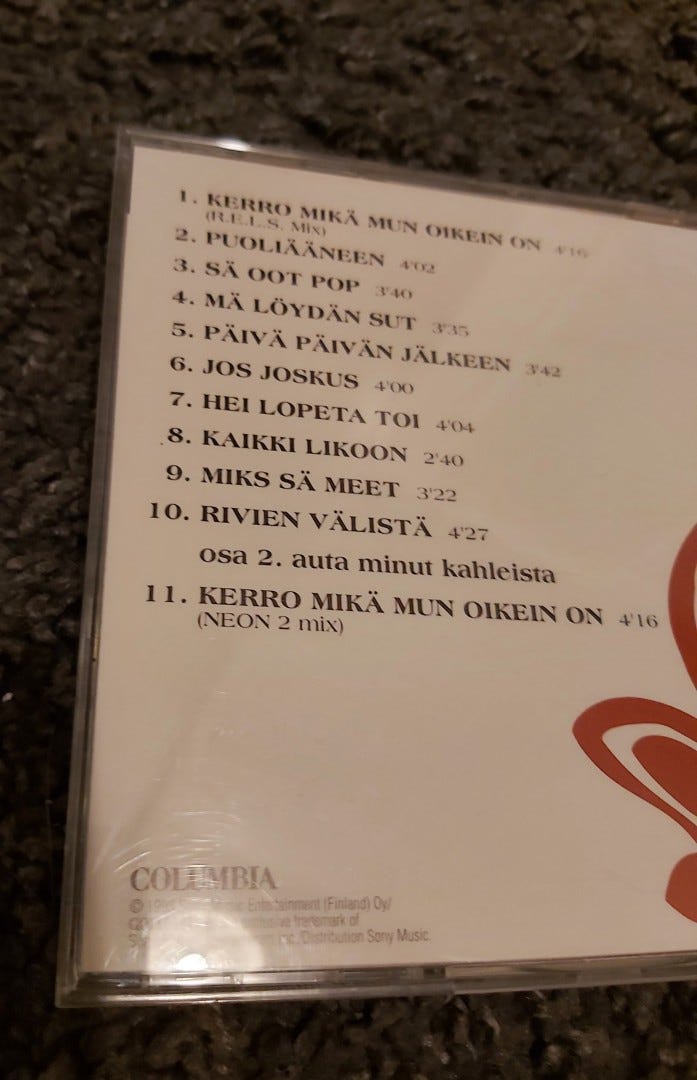 1. KERRO MIKÄ MUN OIKEIN ON 4'16
(R.E.L.S. Mix)
2. PUOLIÄÄNEEN 4'02
3. SÄ OOT POP 3'40
4. MÄ LÖYDÄN SUT 3'35
5. PÄIVÄ PÄIVÄN JÄLKEEN 3'42
6. JOS JOSKUS 4'00
7. HEI LOPETA TOI 4'04
8. KAIKKI LIKOON 2'40
9. MIKS SÄ MEET 3'22
10. RIVIEN VÄLISTÄ 4'27
osa 2. auta minut kahleista
11. KERRO MIKÄ MUN OIKEIN ON 4'16
(NEON 2 mix)
COLUMBIA
© Music Entertainment (Finland) Oy/
trademark of
Inc./Distribution Sony Music.